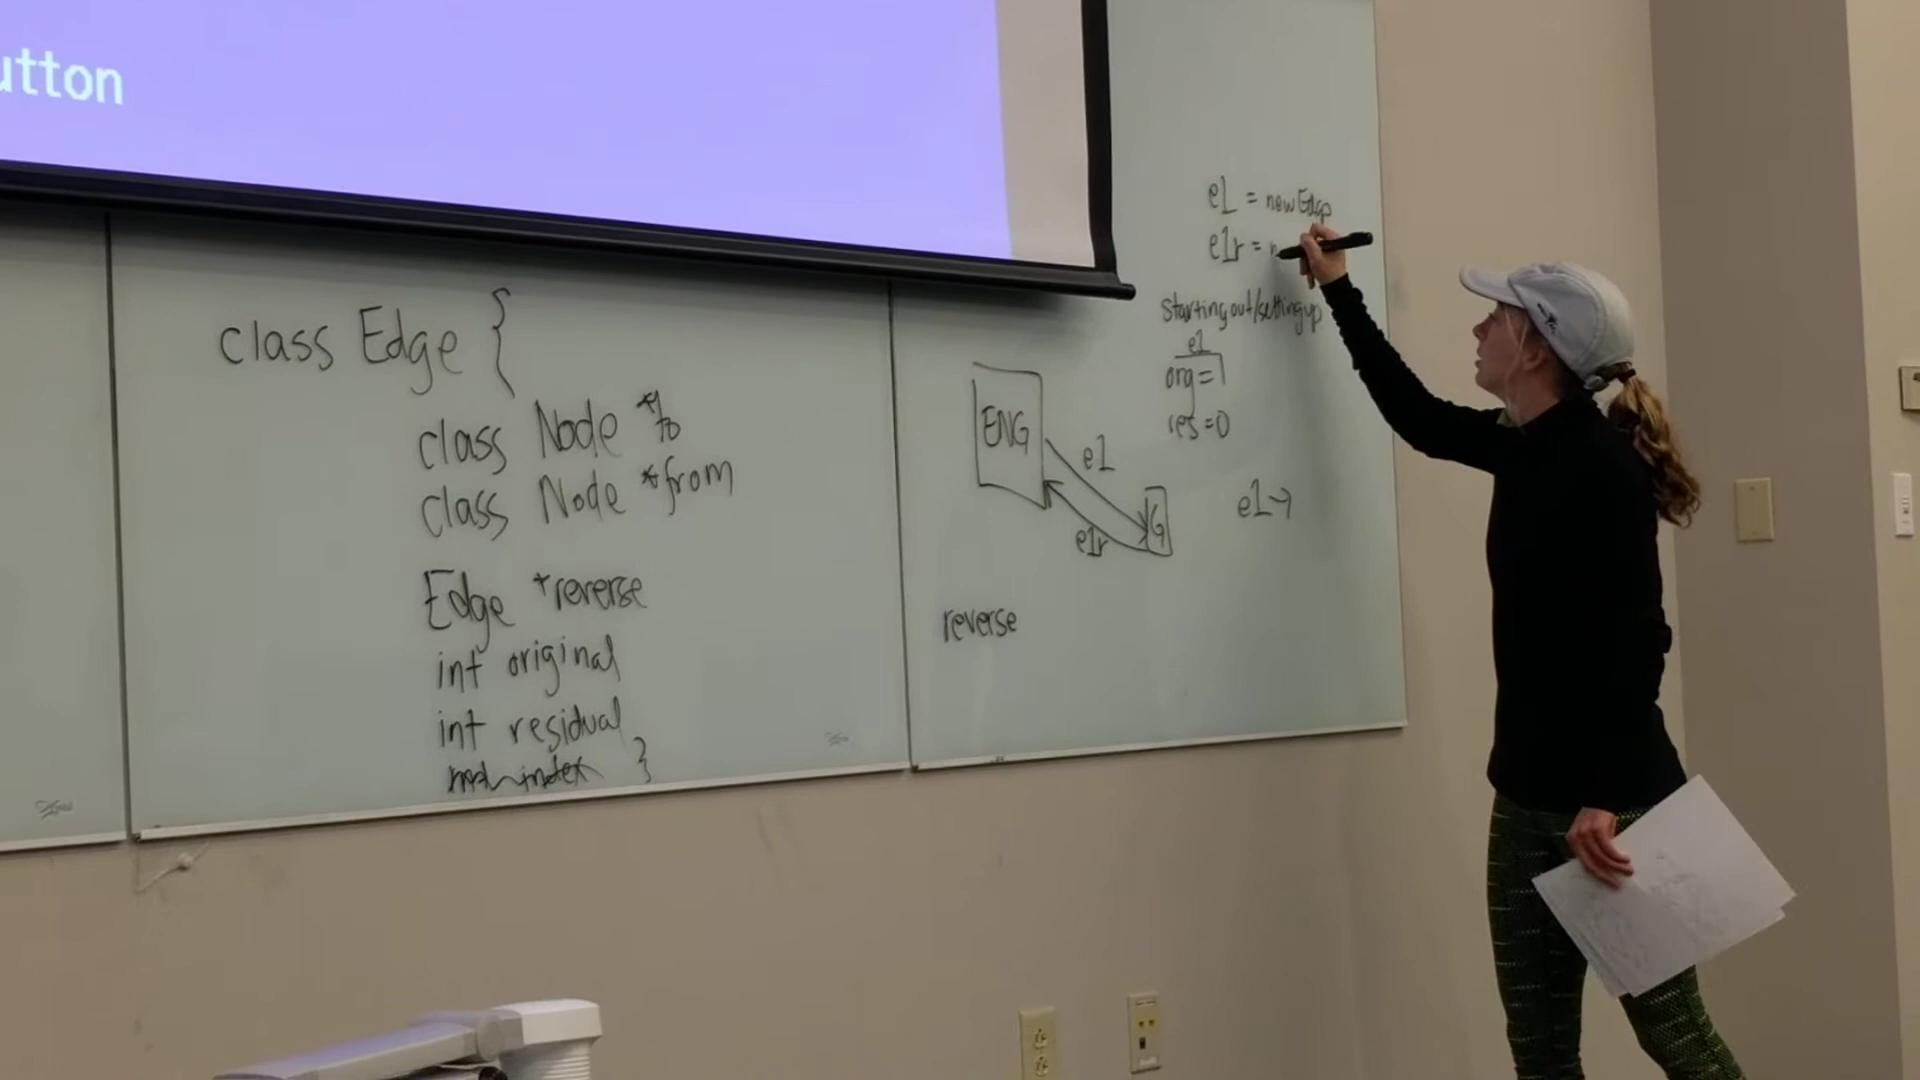 utton
class Edge {
class Node *to
class Node *from
Edge *reverse
int original
int residual
index }
e1 = new Edge
e1r = n
starting out/setting up
e1
org=1
res=0
ENG
e1
G
e1r
e1→
reverse